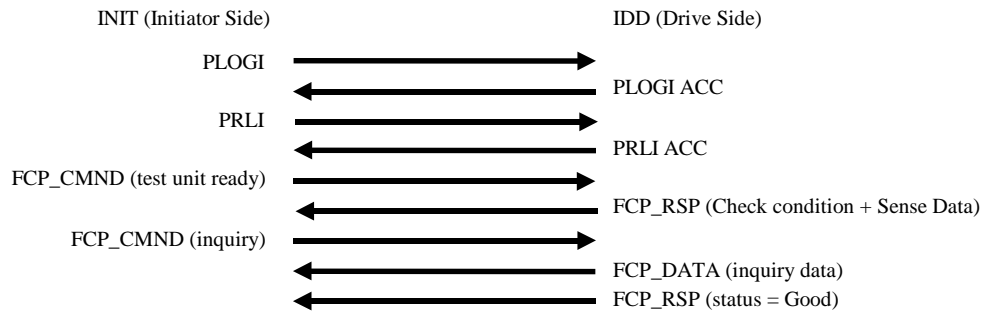 INIT (Initiator Side) IDD (Drive Side)
PLOGI
PLOGI ACC
PRLI
PRLI ACC
FCP_CMND (test unit ready)
FCP_RSP (Check condition + Sense Data)
FCP_CMND (inquiry)
FCP_DATA (inquiry data)
FCP_RSP (status = Good)